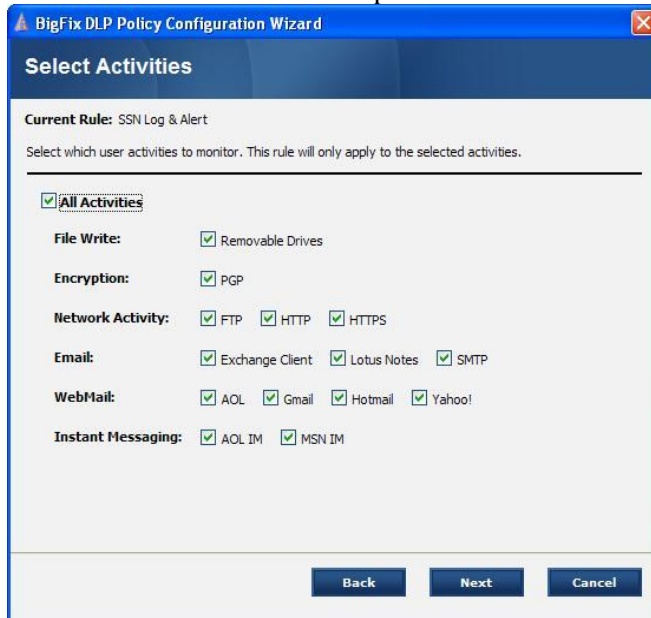 BigFix DLP Policy Configuration Wizard
Select Activities
Current Rule: SSN Log & Alert
Select which user activities to monitor. This rule will only apply to the selected activities.
All Activities
File Write: Removable Drives
Encryption: PGP
Network Activity: FTP HTTP HTTPS
Email: Exchange Client Lotus Notes SMTP
WebMail: AOL Gmail Hotmail Yahoo!
Instant Messaging: AOL IM MSN IM
Back Next Cancel